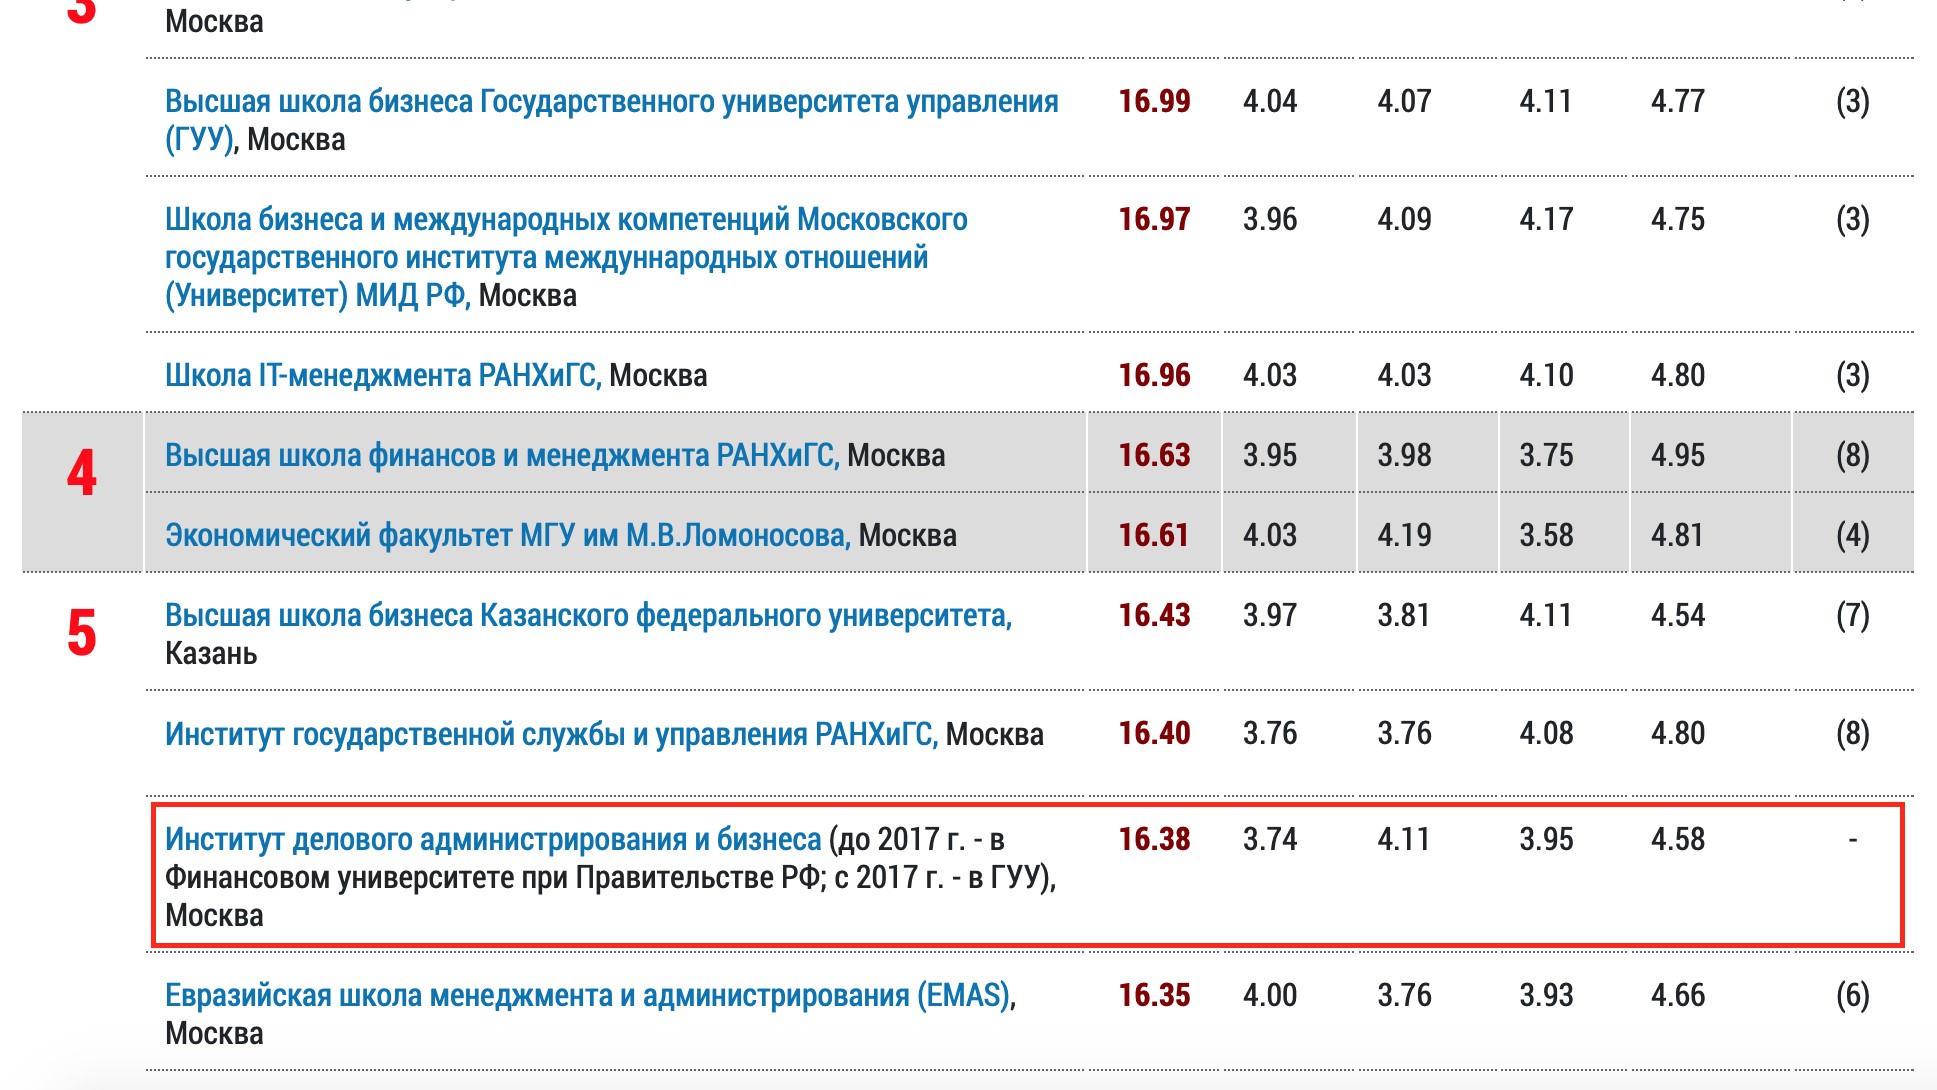 3
Москва
Высшая школа бизнеса Государственного университета управления 16.99 4.04 4.07 4.11 4.77 (3)
(ГУУ), Москва
Школа бизнеса и международных компетенций Московского 16.97 3.96 4.09 4.17 4.75 (3)
государственного института междуннародных отношений
(Университет) МИД РФ, Москва
Школа IT-менеджмента РАНХиГС, Москва 16.96 4.03 4.03 4.10 4.80 (3)
4
Высшая школа финансов и менеджмента РАНХиГС, Москва 16.63 3.95 3.98 3.75 4.95 (8)
Экономический факультет МГУ им М.В.Ломоносова, Москва 16.61 4.03 4.19 3.58 4.81 (4)
5
Высшая школа бизнеса Казанского федерального университета, 16.43 3.97 3.81 4.11 4.54 (7)
Казань
Институт государственной службы и управления РАНХиГС, Москва 16.40 3.76 3.76 4.08 4.80 (8)
Институт делового администрирования и бизнеса (до 2017 г. - в 16.38 3.74 4.11 3.95 4.58 -
Финансовом университете при Правительстве РФ; с 2017 г. - в ГУУ),
Москва
Евразийская школа менеджмента и администрирования (EMAS), 16.35 4.00 3.76 3.93 4.66 (6)
Москва